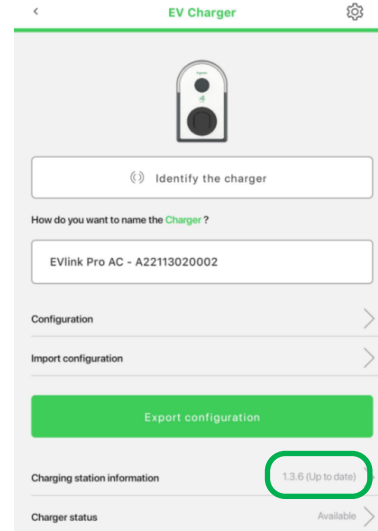 EV Charger
Identify the charger
How do you want to name the Charger ?
EVlink Pro AC - A22113020002
Configuration
Import configuration
Export configuration
Charging station information 1.3.6 (Up to date)
Charger status Available